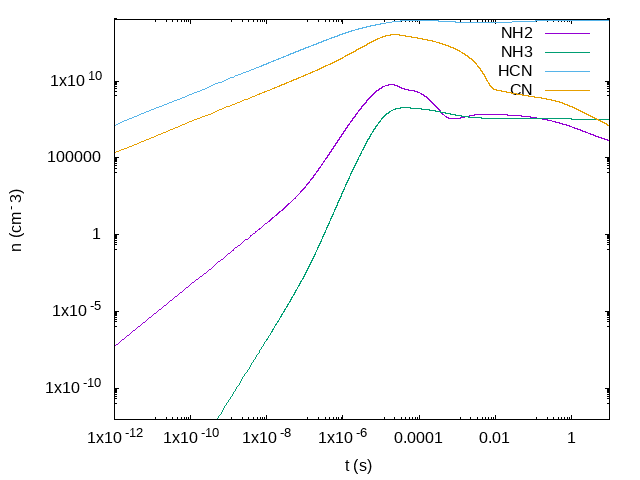 NH2
NH3
HCN
CN
1x10^10
100000
1
1x10^-5
1x10^-10
n (cm^-3)
1x10^-12 1x10^-10 1x10^-8 1x10^-6 0.0001 0.01 1
t (s)